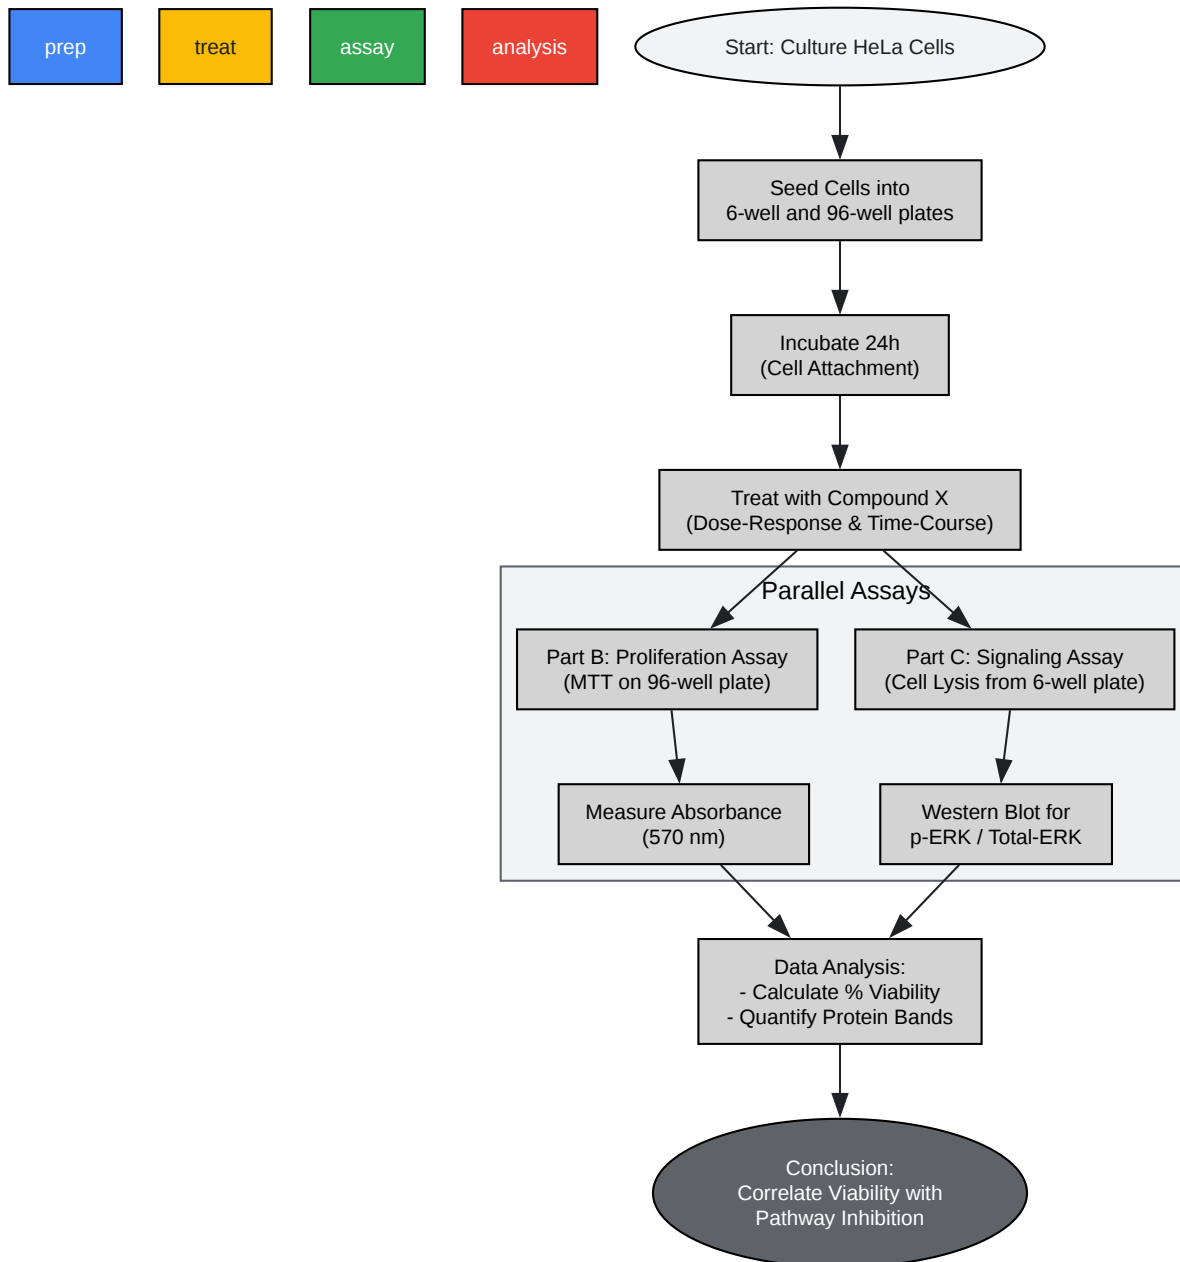 prep
treat
assay
analysis
Start: Culture HeLa Cells
Seed Cells into
6-well and 96-well plates
Incubate 24h
(Cell Attachment)
Treat with Compound X
(Dose-Response & Time-Course)
Parallel Assays
Part B: Proliferation Assay
(MTT on 96-well plate)
Part C: Signaling Assay
(Cell Lysis from 6-well plate)
Measure Absorbance
(570 nm)
Western Blot for
p-ERK / Total-ERK
Data Analysis:
- Calculate % Viability
- Quantify Protein Bands
Conclusion:
Correlate Viability with
Pathway Inhibition